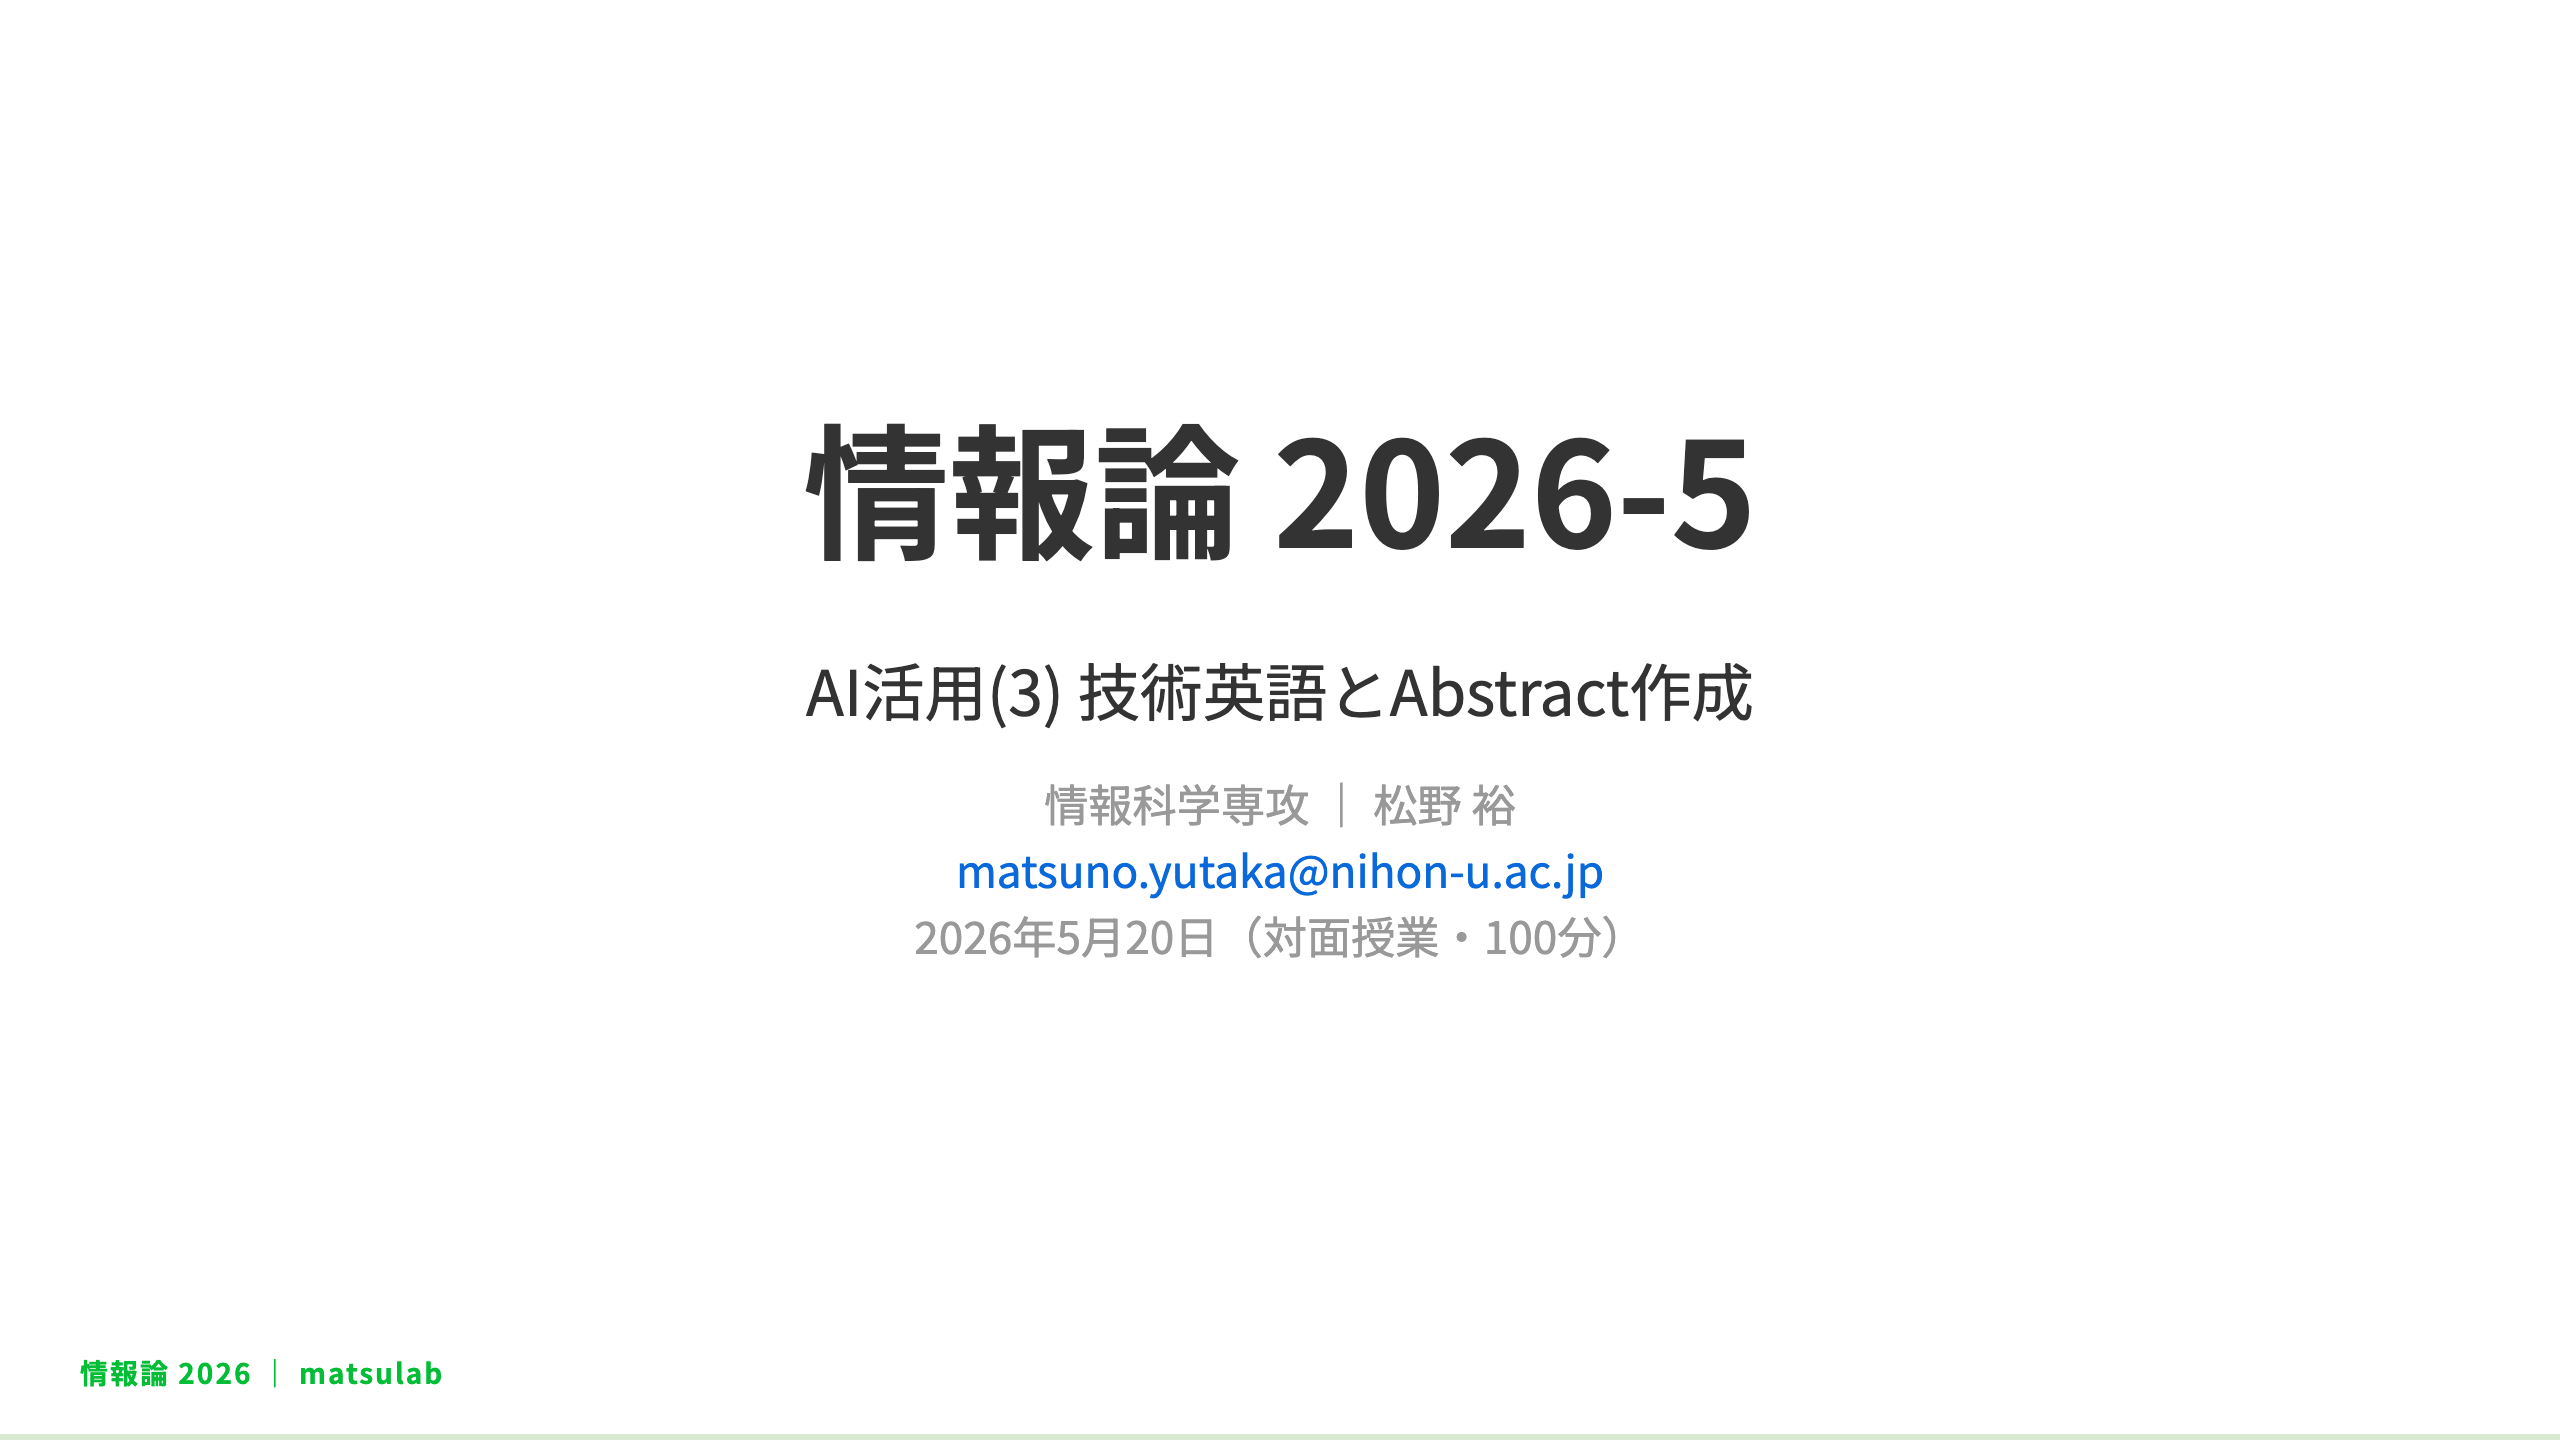 情報論 2026-5
AI活用(3) 技術英語とAbstract作成
情報科学専攻 ｜ 松野 裕
matsuno.yutaka@nihon-u.ac.jp
2026年5月20日（対面授業・100分）
情報論 2026 ｜ matsulab